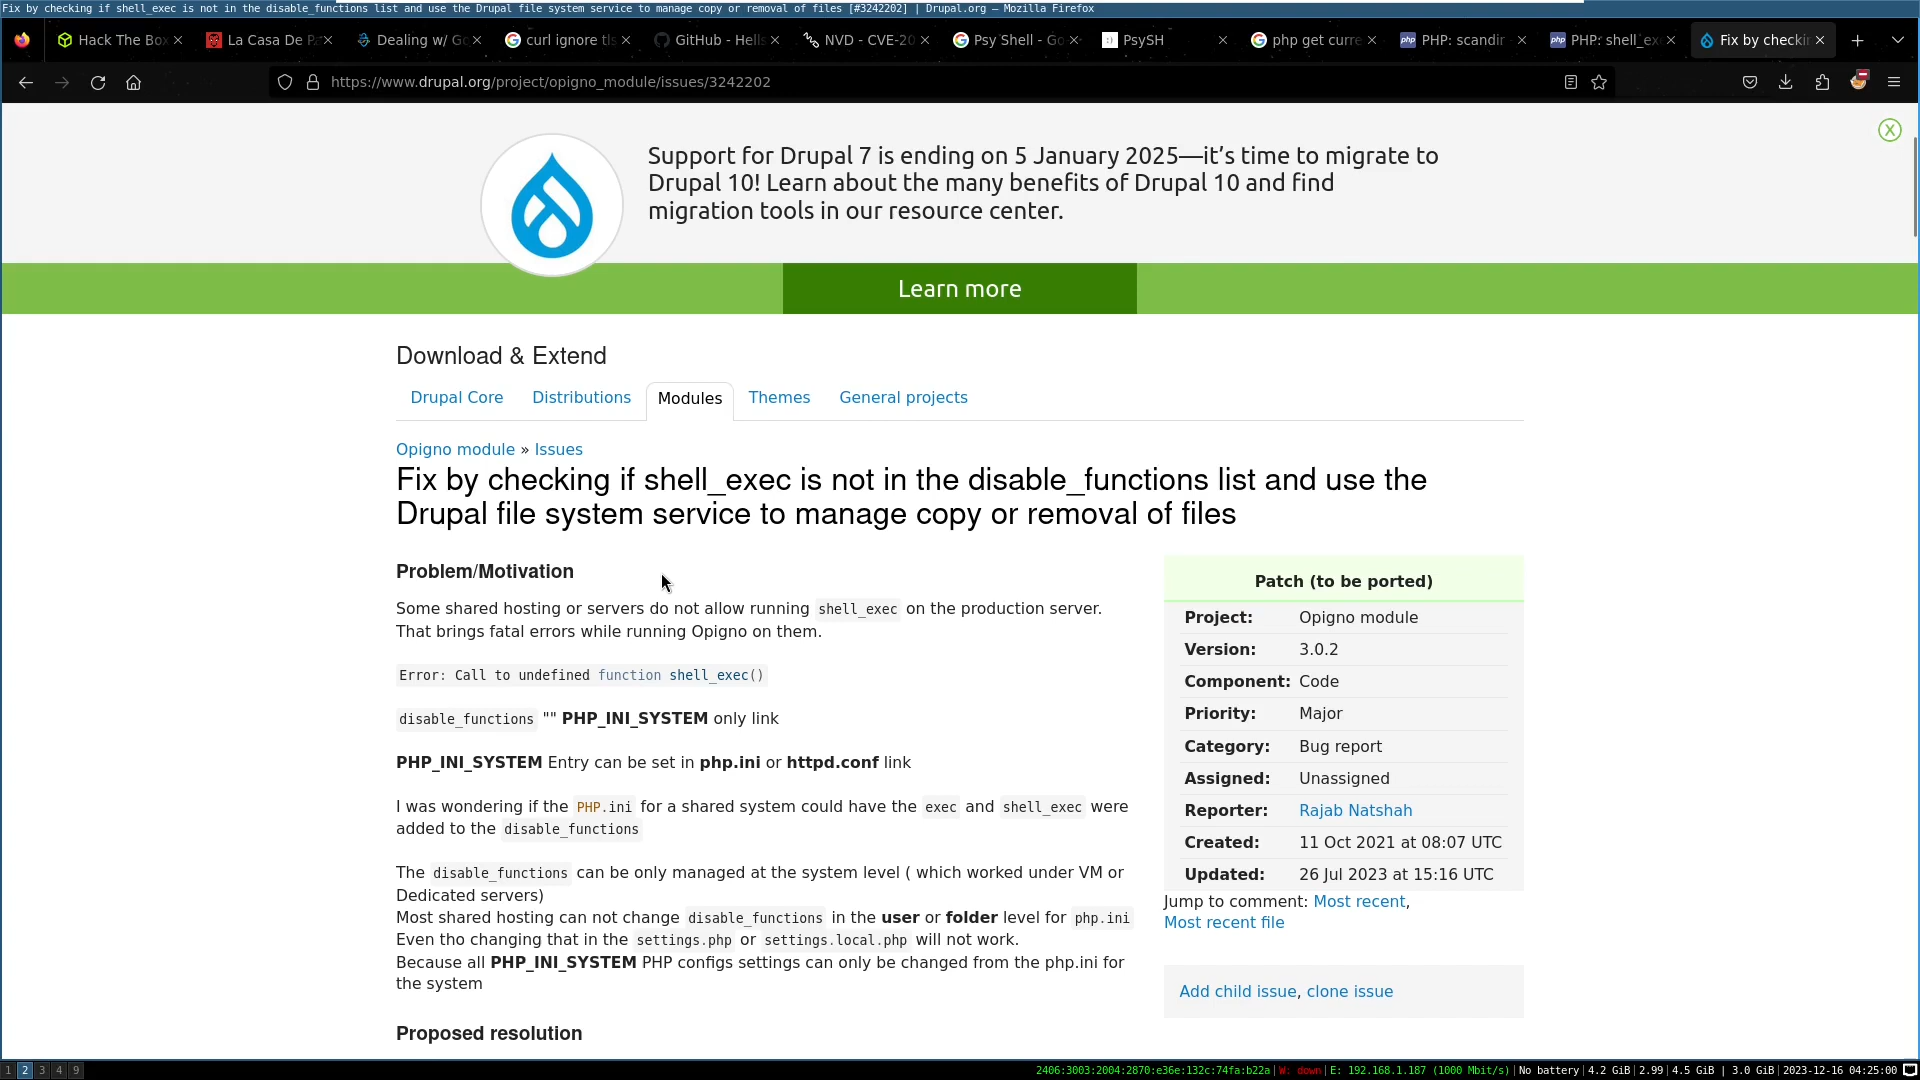 Fix by checking if shell_exec is not in the disable_functions list and use the Drupal file system service to manage copy or removal of files [#3242202] | Drupal.org — Mozilla Firefox
Hack The Box
La Casa De P
Dealing w/ Go
curl ignore tls
GitHub - Hells
NVD - CVE-20
Psy Shell - Go
PsySH
php get curre
PHP: scandir
PHP: shell_exe
Fix by checkin
https://www.drupal.org/project/opigno_module/issues/3242202
Support for Drupal 7 is ending on 5 January 2025—it’s time to migrate to
Drupal 10! Learn about the many benefits of Drupal 10 and find
migration tools in our resource center.
X
Learn more
Download & Extend
Drupal Core
Distributions
Modules
Themes
General projects
Opigno module » Issues
Fix by checking if shell_exec is not in the disable_functions list and use the
Drupal file system service to manage copy or removal of files
Problem/Motivation
Some shared hosting or servers do not allow running shell_exec on the production server.
That brings fatal errors while running Opigno on them.
Error: Call to undefined function shell_exec()
disable_functions "" PHP_INI_SYSTEM only link
PHP_INI_SYSTEM Entry can be set in php.ini or httpd.conf link
I was wondering if the PHP.ini for a shared system could have the exec and shell_exec were
added to the disable_functions
The disable_functions can be only managed at the system level ( which worked under VM or
Dedicated servers)
Most shared hosting can not change disable_functions in the user or folder level for php.ini
Even tho changing that in the settings.php or settings.local.php will not work.
Because all PHP_INI_SYSTEM PHP configs settings can only be changed from the php.ini for
the system
Proposed resolution
Patch (to be ported)
Project: Opigno module
Version: 3.0.2
Component: Code
Priority: Major
Category: Bug report
Assigned: Unassigned
Reporter: Rajab Natshah
Created: 11 Oct 2021 at 08:07 UTC
Updated: 26 Jul 2023 at 15:16 UTC
Jump to comment: Most recent,
Most recent file
Add child issue, clone issue
1 2 3 4 9
2406:3003:2004:2870:e36e:132c:74fa:b22a | W: down | E: 192.168.1.187 (1000 Mbit/s) | No battery | 4.2 GiB | 2.99 | 4.5 GiB | 3.0 GiB | 2023-12-16 04:25:00